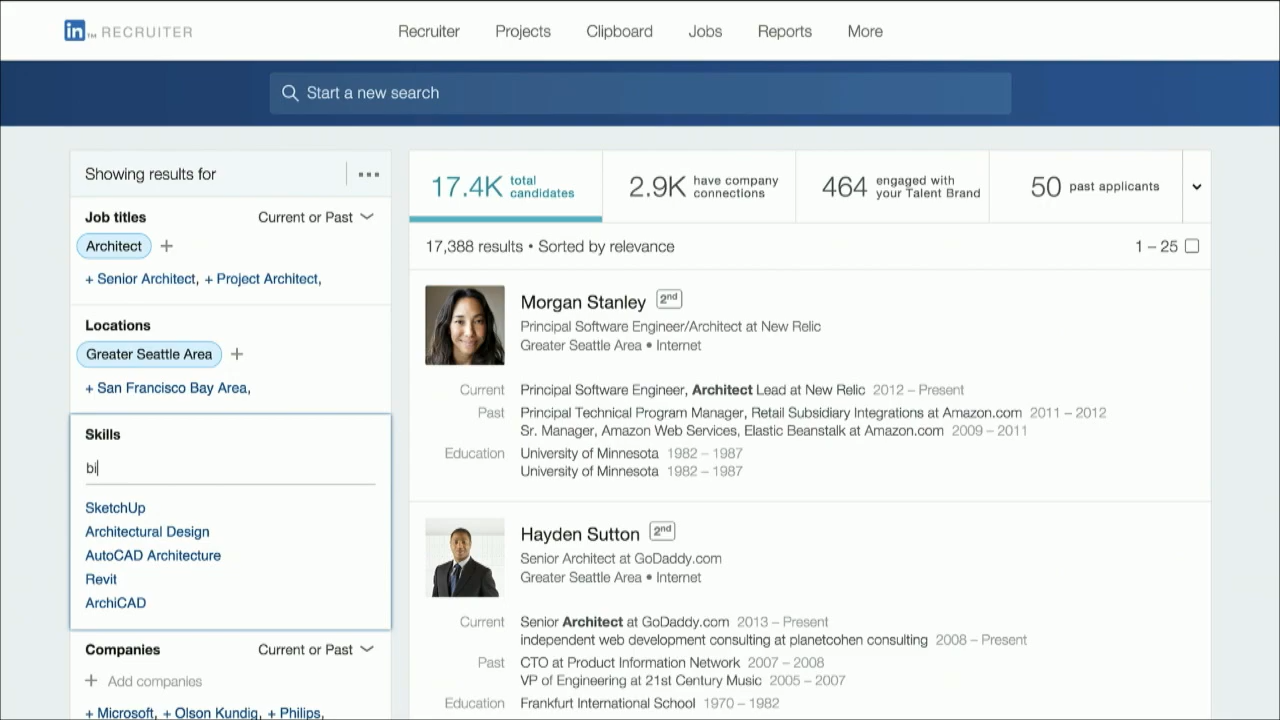 in TM RECRUITER
Recruiter Projects Clipboard Jobs Reports More
Start a new search
Showing results for
Job titles Current or Past
Architect +
+ Senior Architect, + Project Architect,
Locations
Greater Seattle Area +
+ San Francisco Bay Area,
Skills
bi
SketchUp
Architectural Design
AutoCAD Architecture
Revit
ArchiCAD
Companies Current or Past
+ Add companies
+ Microsoft, + Olson Kundig, + Philips,
17.4K total candidates
2.9K have company connections
464 engaged with your Talent Brand
50 past applicants
17,388 results • Sorted by relevance 1 – 25
Morgan Stanley 2nd
Principal Software Engineer/Architect at New Relic
Greater Seattle Area • Internet
Current Principal Software Engineer, Architect Lead at New Relic 2012 – Present
Past Principal Technical Program Manager, Retail Subsidiary Integrations at Amazon.com 2011 – 2012
Sr. Manager, Amazon Web Services, Elastic Beanstalk at Amazon.com 2009 – 2011
Education University of Minnesota 1982 – 1987
University of Minnesota 1982 – 1987
Hayden Sutton 2nd
Senior Architect at GoDaddy.com
Greater Seattle Area • Internet
Current Senior Architect at GoDaddy.com 2013 – Present
independent web development consulting at planetcohen consulting 2008 – Present
Past CTO at Product Information Network 2007 – 2008
VP of Engineering at 21st Century Music 2005 – 2007
Education Frankfurt International School 1970 – 1982